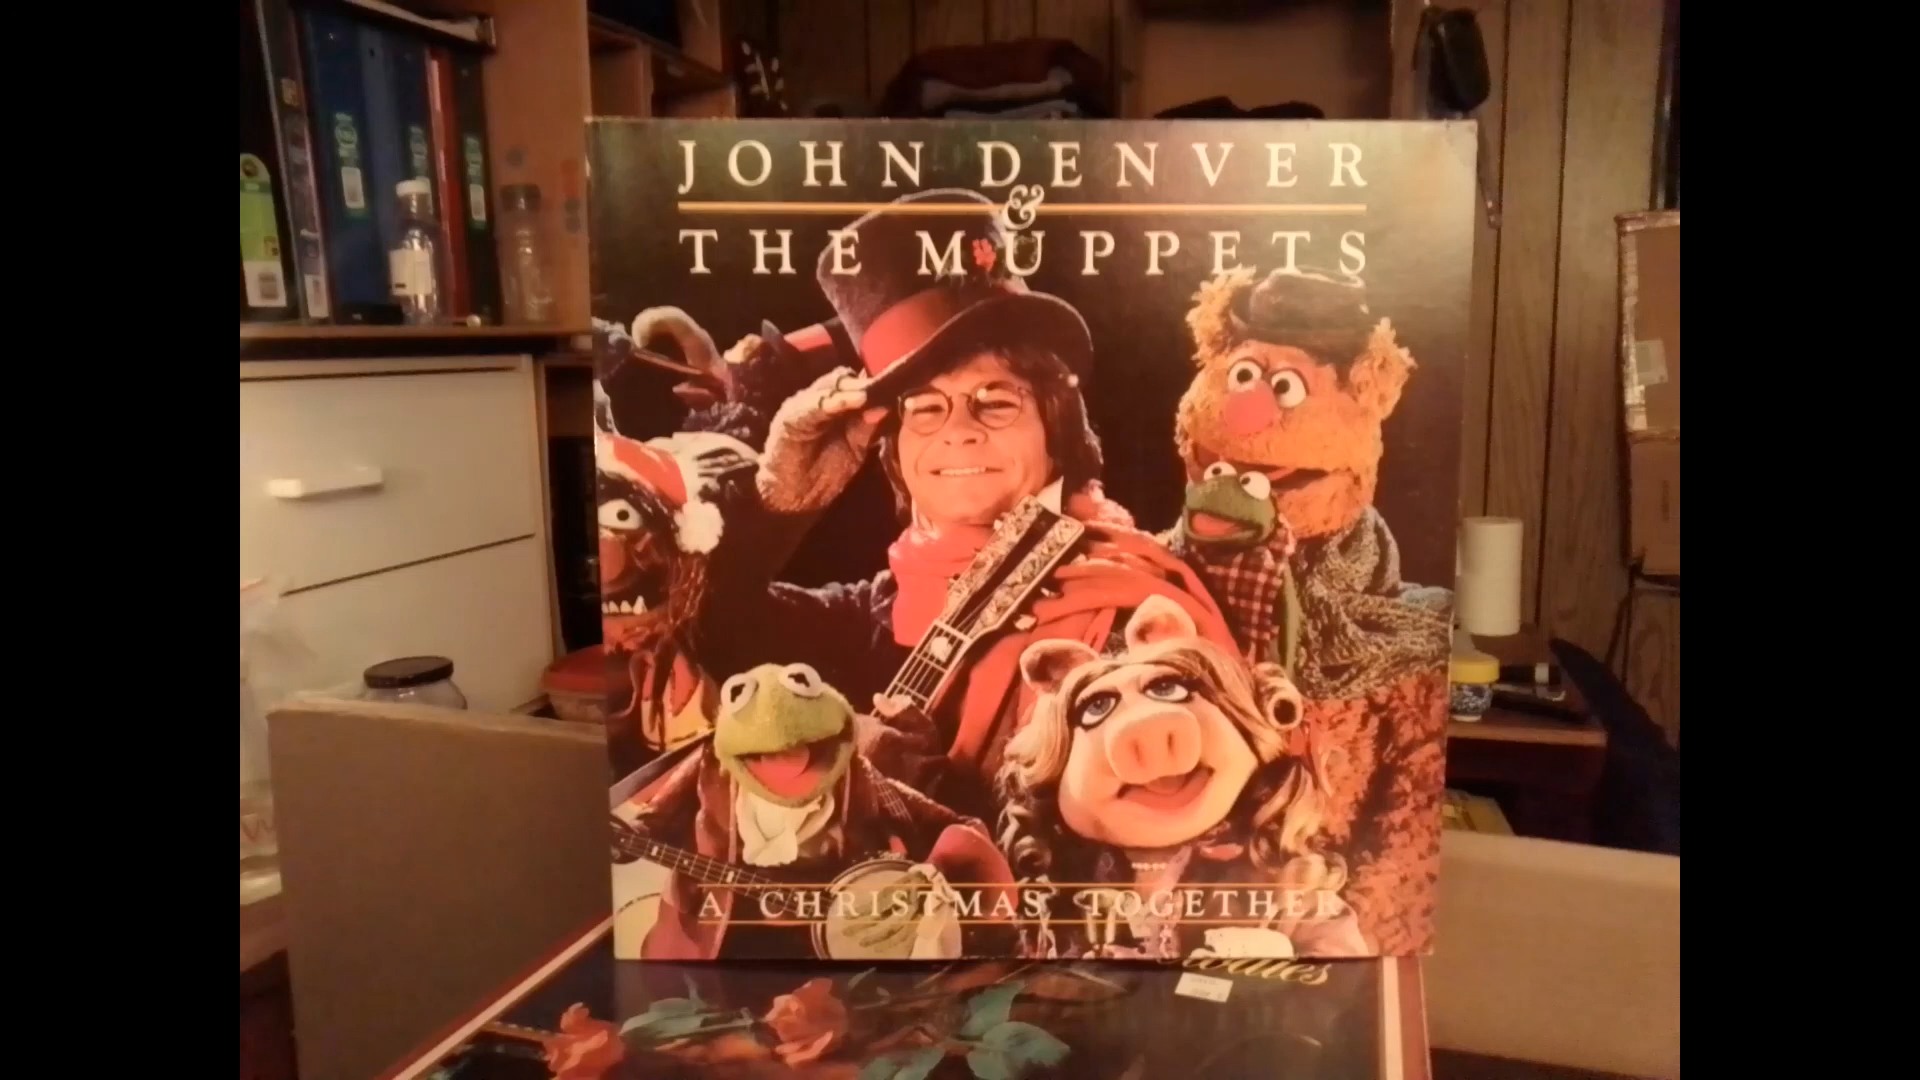 JOHN DENVER
&
THE MUPPETS
A CHRISTMAS TOGETHER